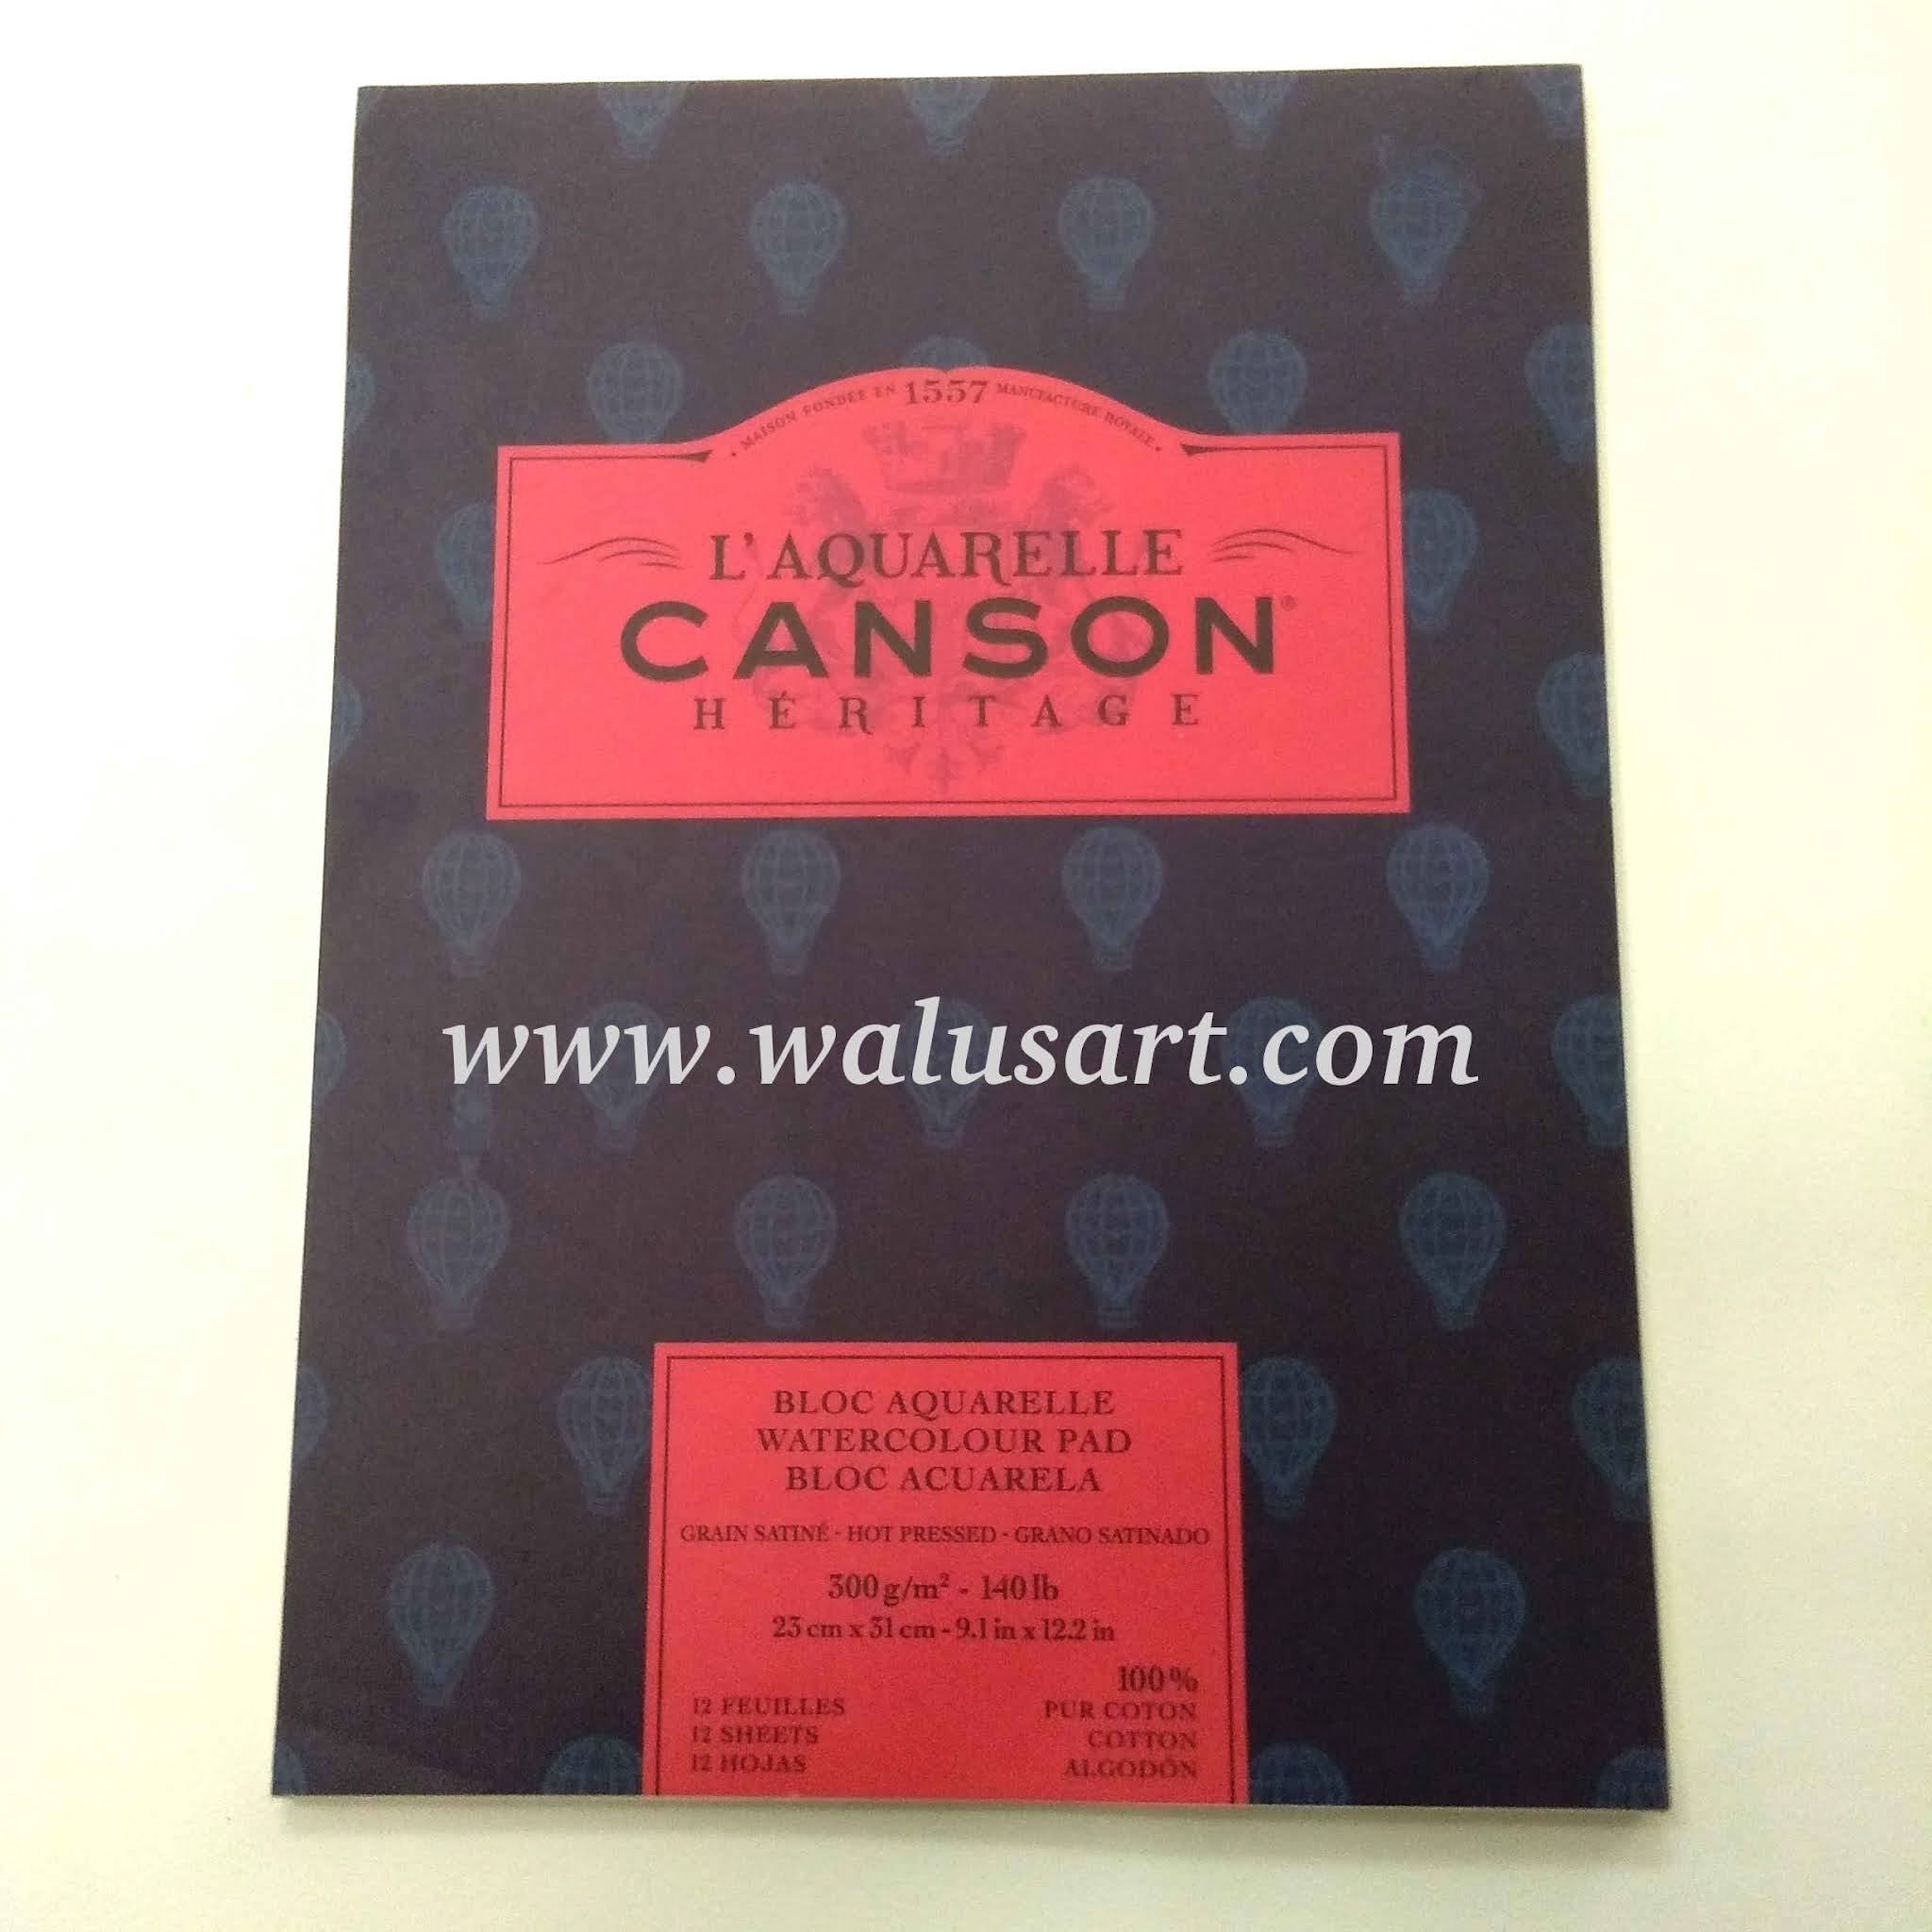 • MAISON FONDÉE EN 1557 MANUFACTURE ROYALE •
L'AQUARELLE
CANSON®
HÉRITAGE
www.walusart.com
BLOC AQUARELLE
WATERCOLOUR PAD
BLOC ACUARELA
GRAIN SATINÉ - HOT PRESSED - GRANO SATINADO
300 g/m² - 140 lb
23 cm x 31 cm - 9.1 in x 12.2 in
100%
12 FEUILLES PUR COTON
12 SHEETS COTTON
12 HOJAS ALGODÓN